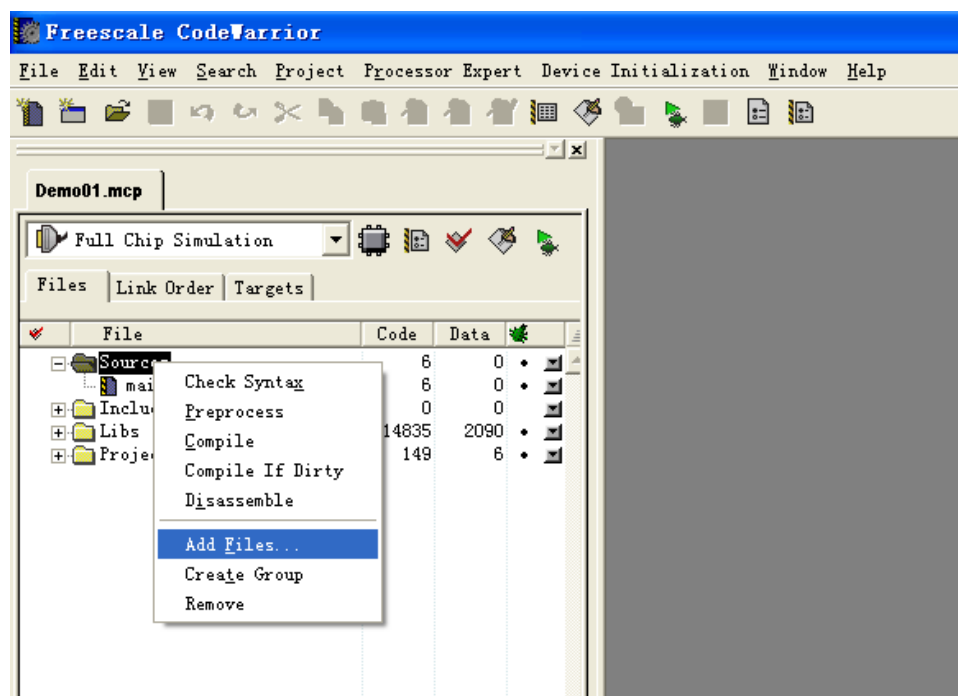 Freescale CodeWarrior
File Edit View Search Project Processor Expert Device Initialization Window Help
Demo01.mcp
Full Chip Simulation
Files Link Order Targets
File Code Data
Sources 6 0
mai 6 0
Inclu 0 0
Libs 14835 2090
Projec 149 6
Check Syntax
Preprocess
Compile
Compile If Dirty
Disassemble
Add Files...
Create Group
Remove